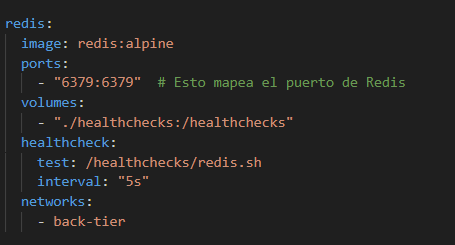 redis:
  image: redis:alpine
  ports:
    - "6379:6379"  # Esto mapea el puerto de Redis
  volumes:
    - "./healthchecks:/healthchecks"
  healthcheck:
    test: /healthchecks/redis.sh
    interval: "5s"
  networks:
    - back-tier